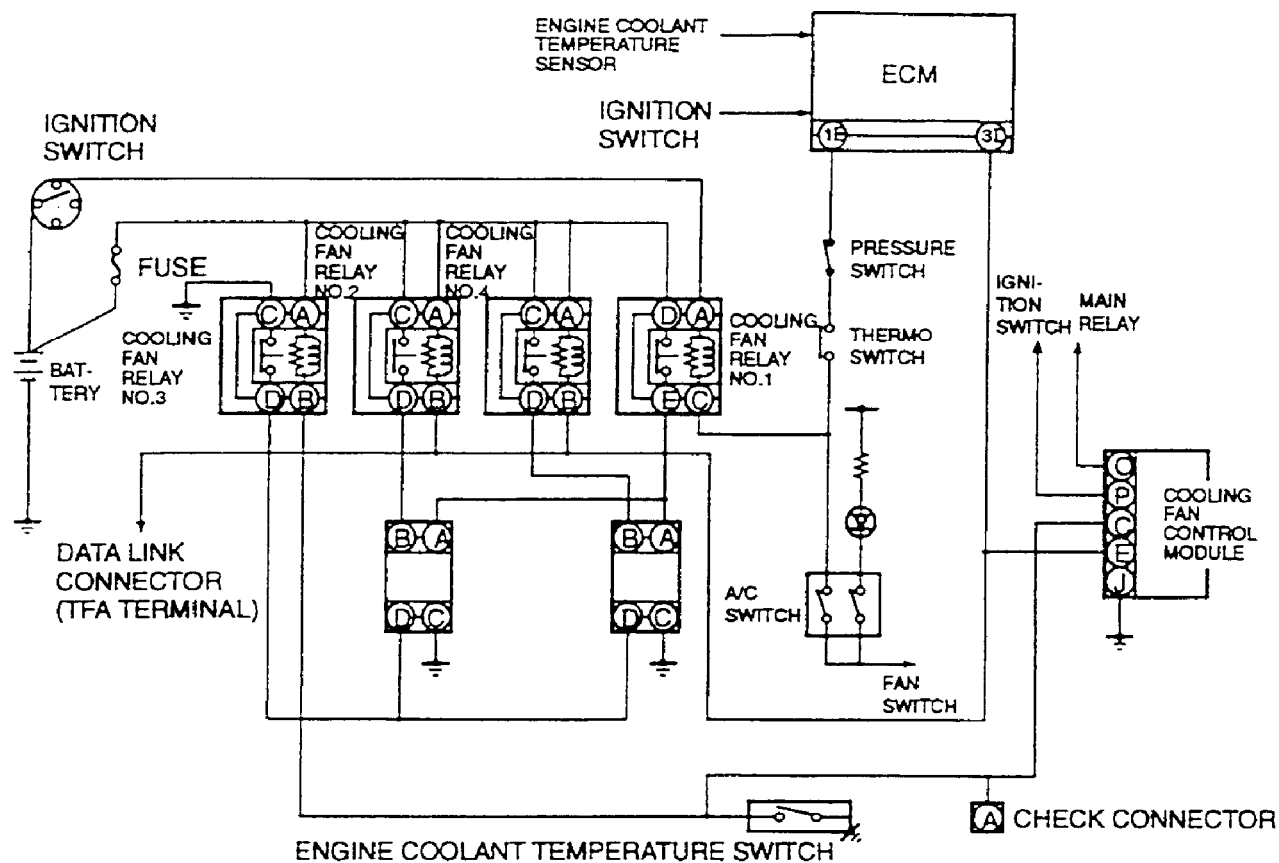 ENGINE COOLANT
TEMPERATURE
SENSOR
ECM
IGNITION
SWITCH
1E
3D
IGNITION
SWITCH
FUSE
COOLING
FAN
RELAY
NO.2
COOLING
FAN
RELAY
NO.4
PRESSURE
SWITCH
IGNI-
TION
SWITCH
MAIN
RELAY
C A
C A
C A
D A
COOLING
FAN
RELAY
NO.3
COOLING
FAN
RELAY
NO.1
THERMO
SWITCH
BAT-
TERY
D B
D B
D B
E C
O
P
C
E
J
COOLING
FAN
CONTROL
MODULE
B A
B A
DATA LINK
CONNECTOR
(TFA TERMINAL)
A/C
SWITCH
D C
D C
FAN
SWITCH
A
CHECK CONNECTOR
ENGINE COOLANT TEMPERATURE SWITCH